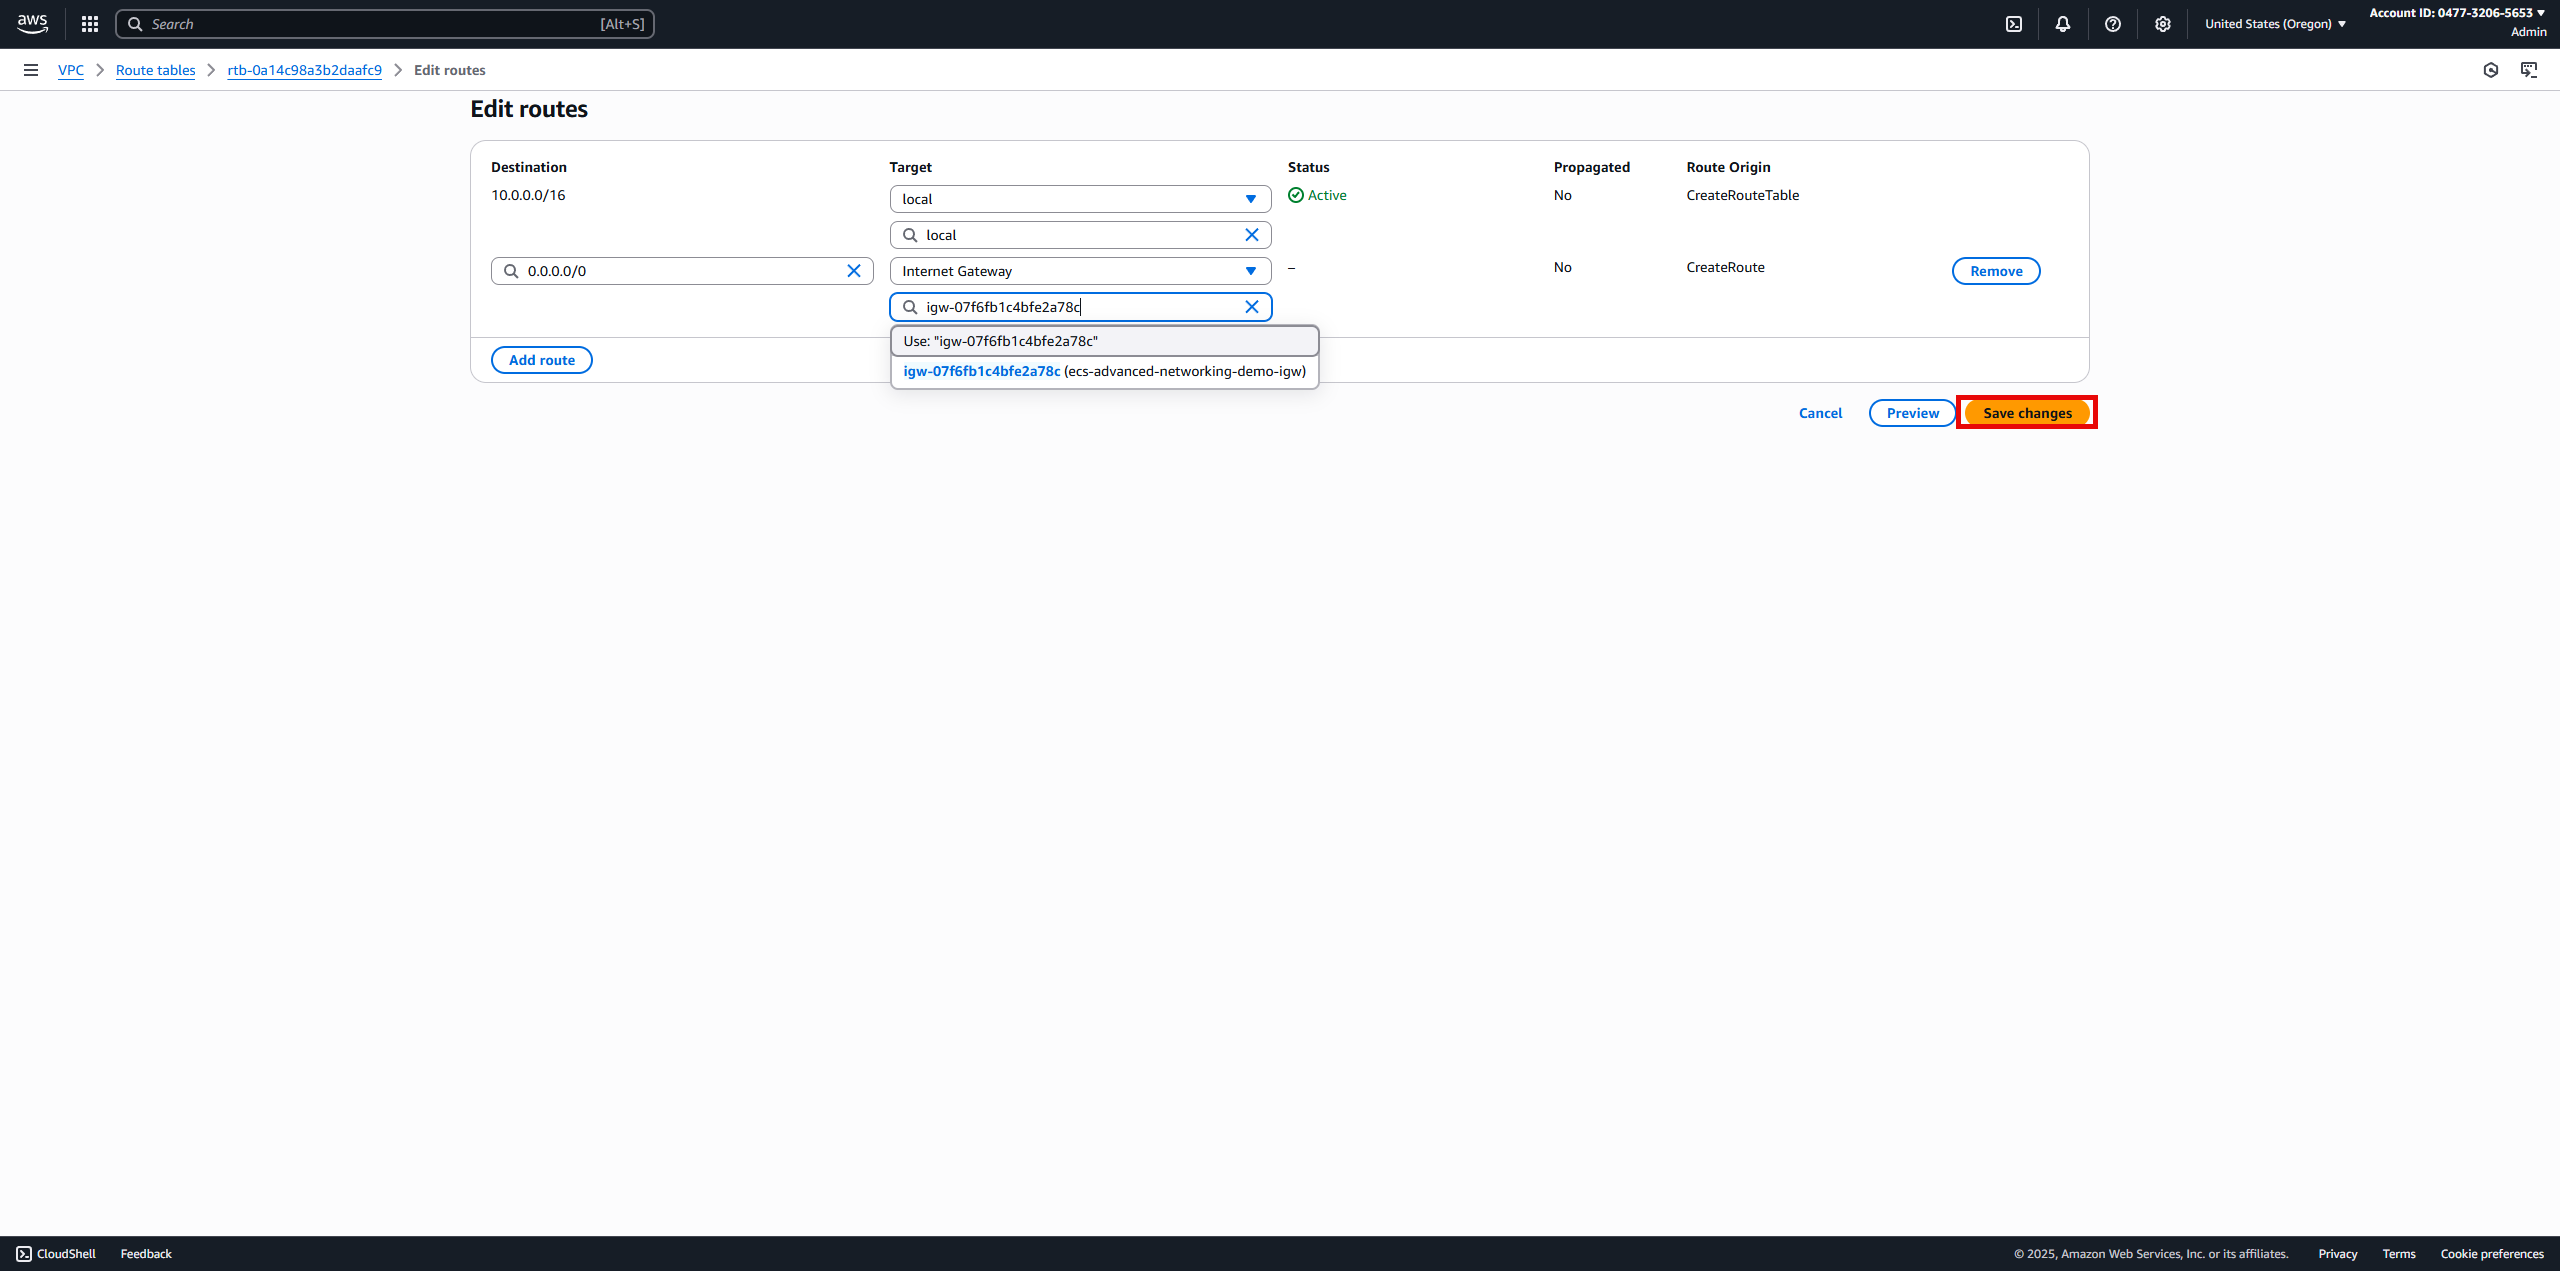 aws
Search [Alt+S]
United States (Oregon)
Account ID: 0477-3206-5653
Admin
VPC Route tables rtb-0a14c98a3b2daafc9 Edit routes
Edit routes
Destination Target Status Propagated Route Origin
10.0.0.0/16 local Active No CreateRouteTable
local
0.0.0.0/0 Internet Gateway – No CreateRoute Remove
igw-07f6fb1c4bfe2a78c
Use: "igw-07f6fb1c4bfe2a78c"
Add route
igw-07f6fb1c4bfe2a78c (ecs-advanced-networking-demo-igw)
Cancel Preview Save changes
CloudShell Feedback © 2025, Amazon Web Services, Inc. or its affiliates. Privacy Terms Cookie preferences